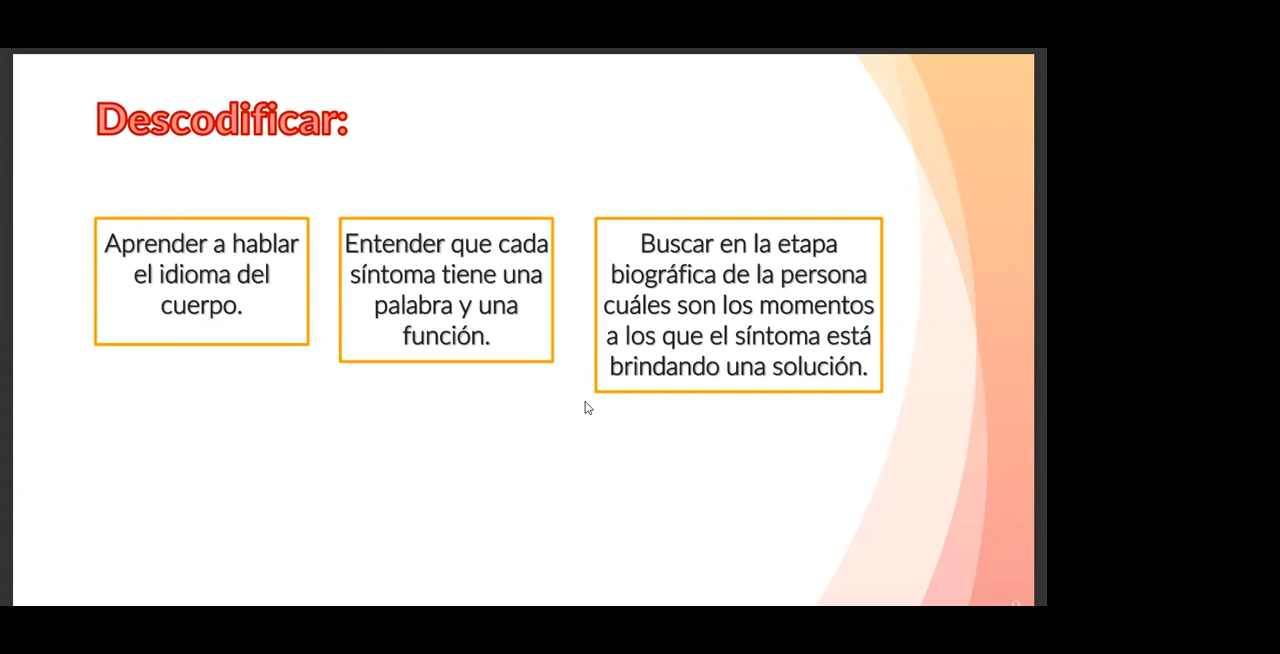 Descodificar:
Aprender a hablar
el idioma del
cuerpo.
Entender que cada
síntoma tiene una
palabra y una
función.
Buscar en la etapa
biográfica de la persona
cuáles son los momentos
a los que el síntoma está
brindando una solución.